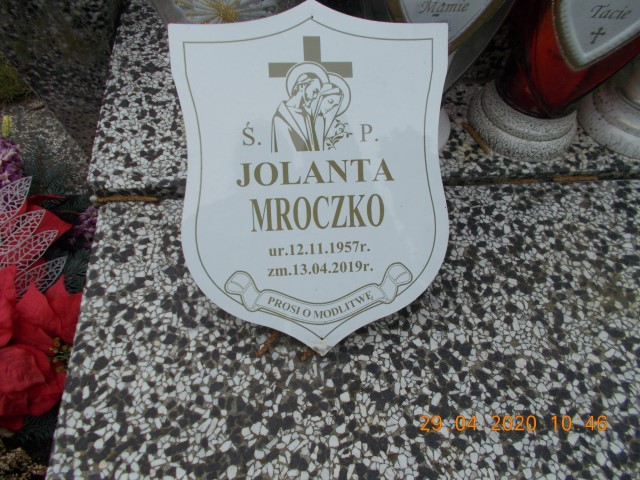 Mamie
Tacie
Ś. P.
JOLANTA
MROCZKO
ur.12.11.1957r.
zm.13.04.2019r.
PROSI O MODLITWĘ
29 04 2020 10 46